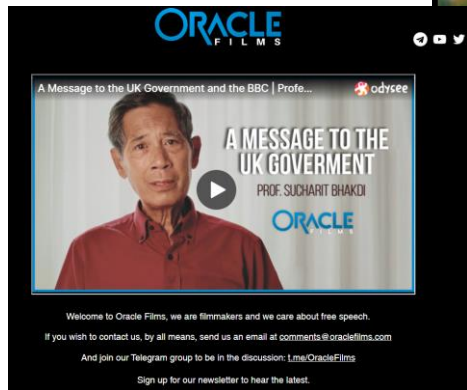 ORACLE
FILMS
A Message to the UK Government and the BBC | Profe...
odysee
A MESSAGE TO THE
UK GOVERMENT
PROF. SUCHARIT BHAKDI
ORACLE
FILMS
Welcome to Oracle Films, we are filmmakers and we care about free speech.
If you wish to contact us, by all means, send us an email at comments@oraclefilms.com
And join our Telegram group to be in the discussion: t.me/OracleFilms
Sign up for our newsletter to hear the latest.